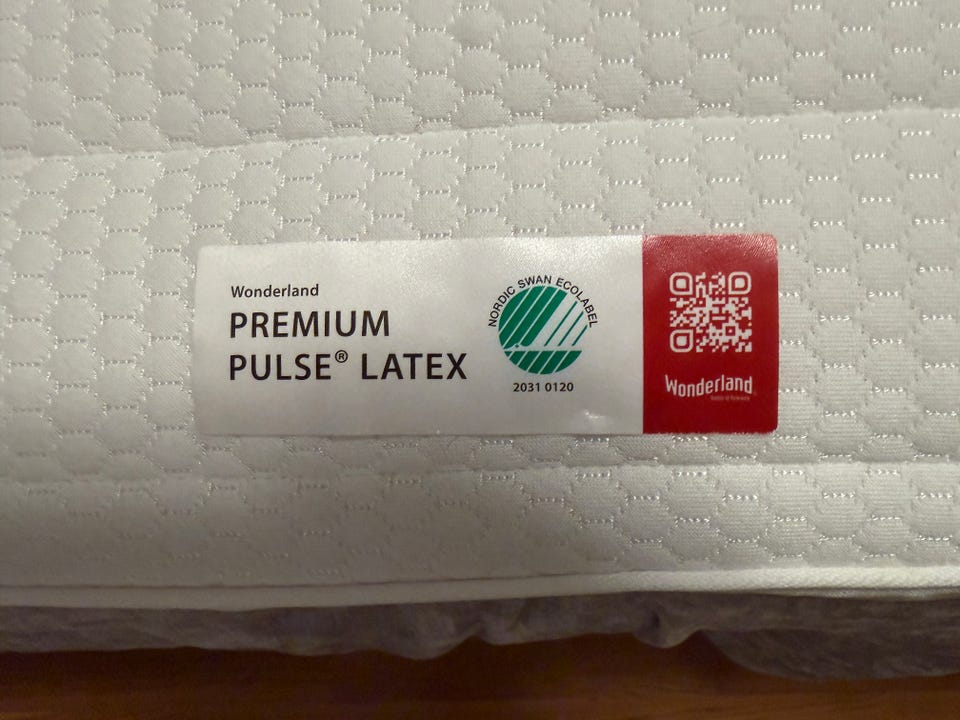 Wonderland
PREMIUM
PULSE® LATEX
NORDIC SWAN ECOLABEL
2031 0120
Wonderland